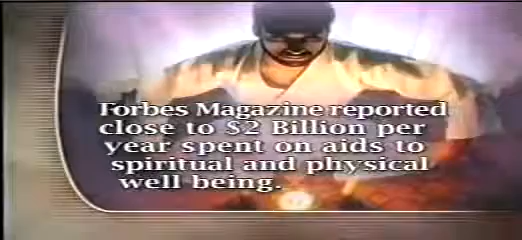 Forbes Magazine reported
close to $2 Billion per
year spent on aids to
spiritual and physical
well being.